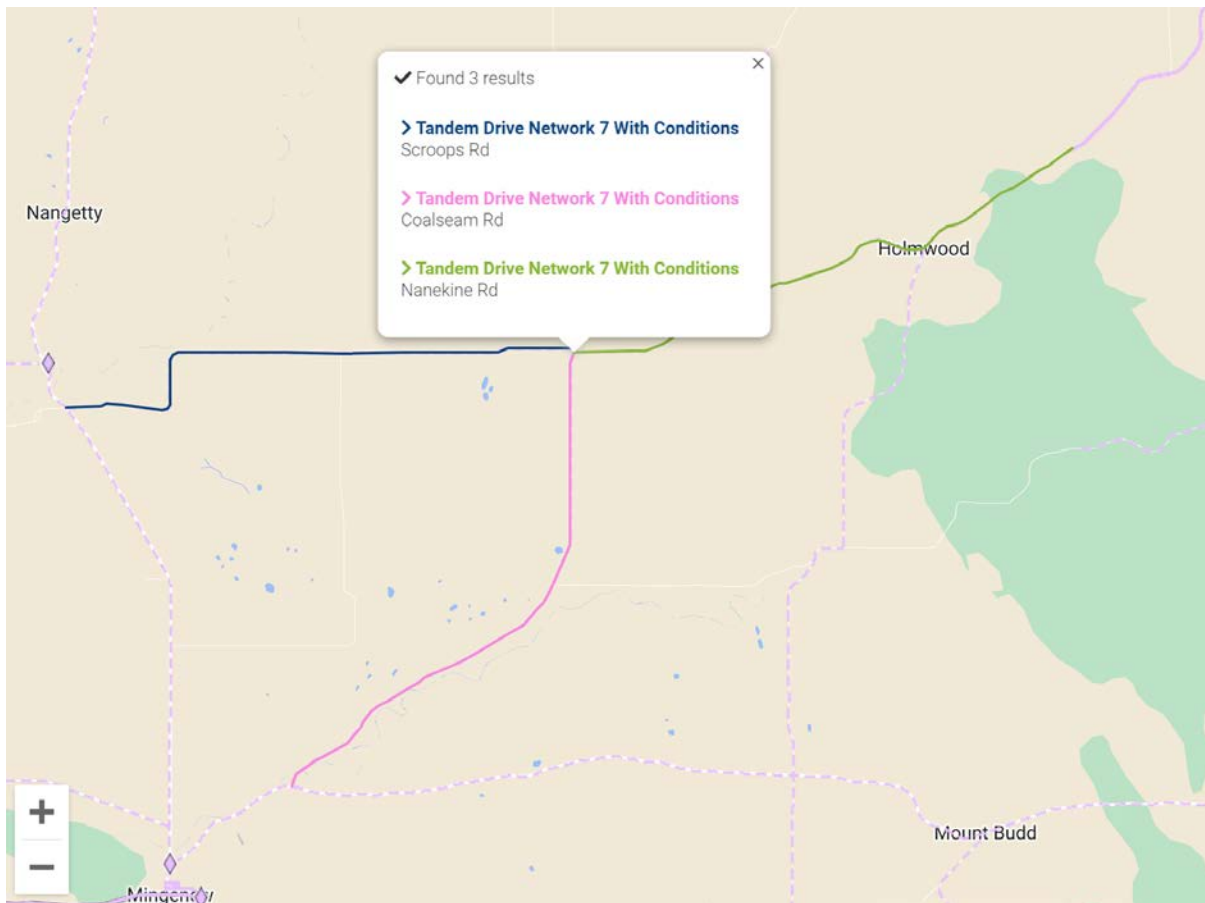 Found 3 results
Tandem Drive Network 7 With Conditions
Scroops Rd
Tandem Drive Network 7 With Conditions
Coalseam Rd
Tandem Drive Network 7 With Conditions
Nanekine Rd
Nangetty
Holmwood
Mount Budd
Mingenew
+
−